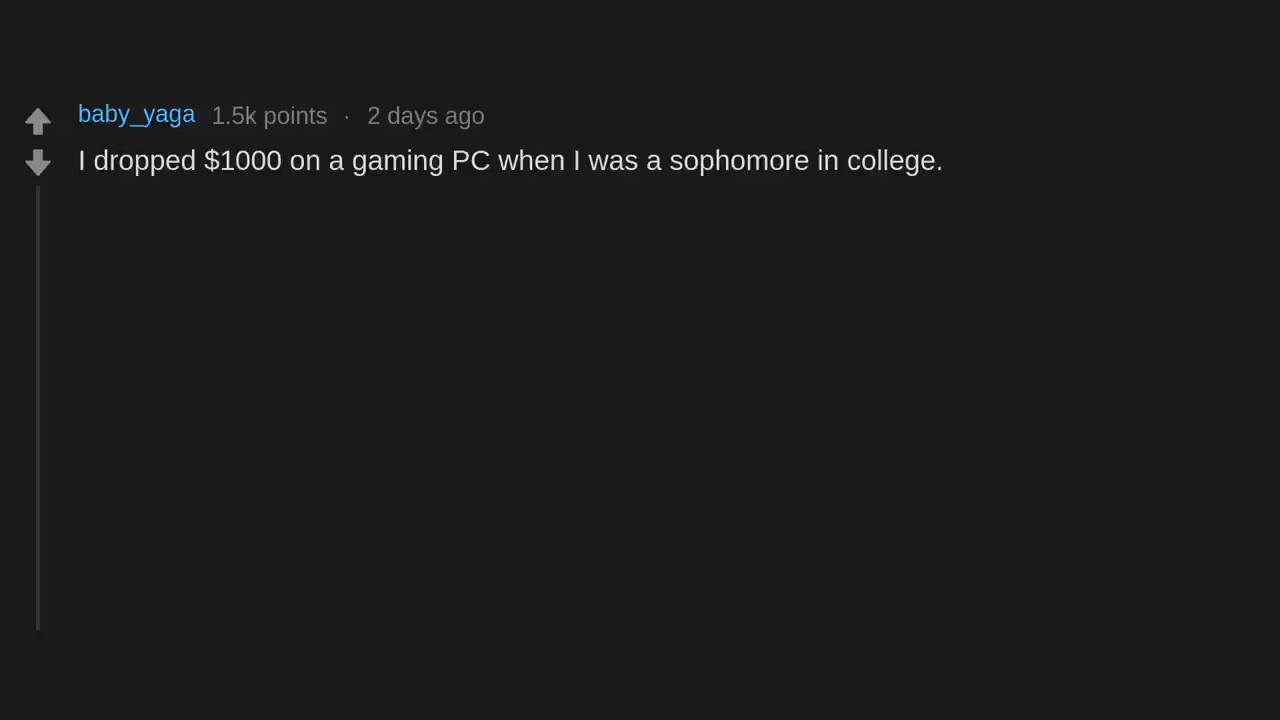 baby_yaga 1.5k points · 2 days ago
I dropped $1000 on a gaming PC when I was a sophomore in college.